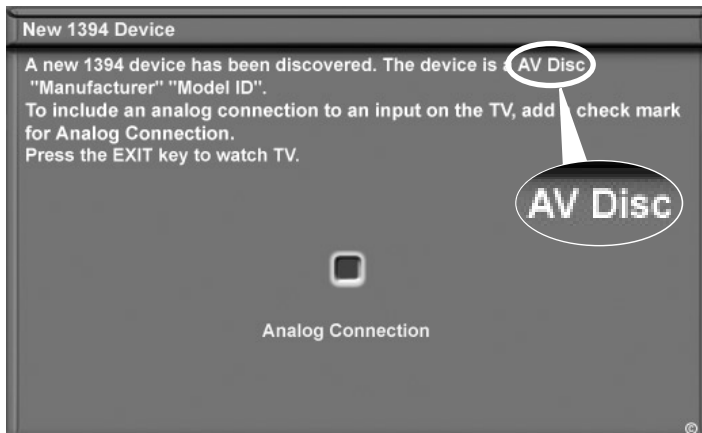 New 1394 Device
A new 1394 device has been discovered. The device is a AV Disc
"Manufacturer" "Model ID".
To include an analog connection to an input on the TV, add check mark
for Analog Connection.
Press the EXIT key to watch TV.
AV Disc
Analog Connection
©